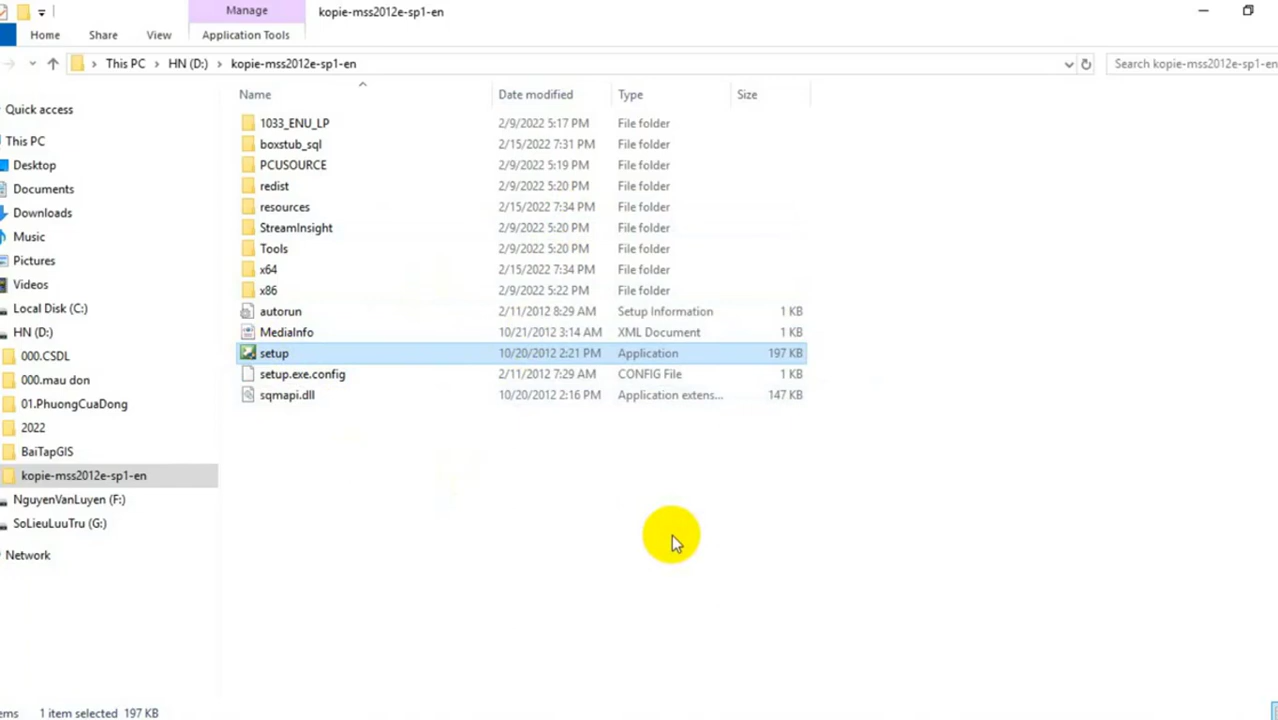 Manage
kopie-mss2012e-sp1-en
Home Share View Application Tools
This PC HN (D:) kopie-mss2012e-sp1-en
Search kopie-mss2012e-sp1-en
Name Date modified Type Size
Quick access
This PC
Desktop
Documents
Downloads
Music
Pictures
Videos
Local Disk (C:)
HN (D:)
000.CSDL
000.mau don
01.PhuongCuaDong
2022
BaiTapGIS
kopie-mss2012e-sp1-en
NguyenVanLuyen (F:)
SoLieuLuuTru (G:)
Network
1033_ENU_LP 2/9/2022 5:17 PM File folder
boxstub_sql 2/15/2022 7:31 PM File folder
PCUSOURCE 2/9/2022 5:19 PM File folder
redist 2/9/2022 5:20 PM File folder
resources 2/15/2022 7:34 PM File folder
StreamInsight 2/9/2022 5:20 PM File folder
Tools 2/9/2022 5:20 PM File folder
x64 2/15/2022 7:34 PM File folder
x86 2/9/2022 5:22 PM File folder
autorun 2/11/2012 8:29 AM Setup Information 1 KB
MediaInfo 10/21/2012 3:14 AM XML Document 1 KB
setup 10/20/2012 2:21 PM Application 197 KB
setup.exe.config 2/11/2012 7:29 AM CONFIG File 1 KB
sqmapi.dll 10/20/2012 2:16 PM Application extens... 147 KB
ems 1 item selected 197 KB